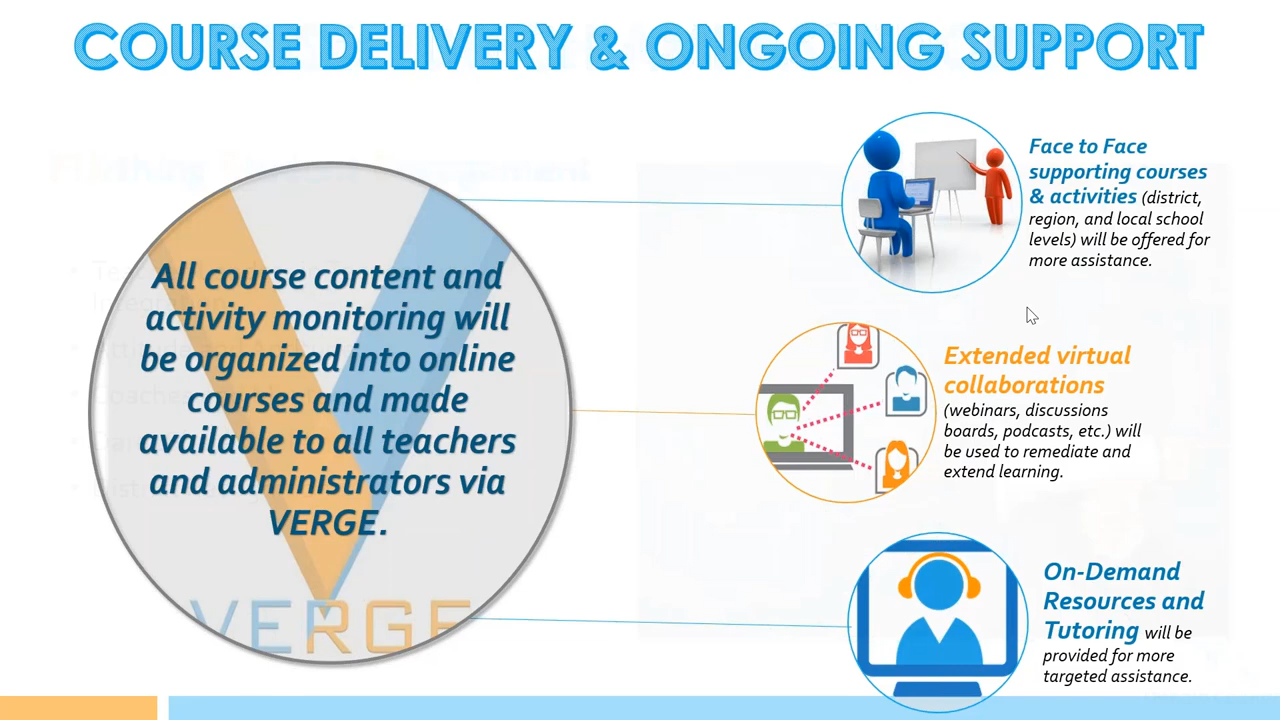 COURSE DELIVERY & ONGOING SUPPORT
All course content and
activity monitoring will
be organized into online
courses and made
available to all teachers
and administrators via
VERGE.
VERGE
Face to Face
supporting courses
& activities (district,
region, and local school
levels) will be offered for
more assistance.
Extended virtual
collaborations
(webinars, discussions
boards, podcasts, etc.) will
be used to remediate and
extend learning.
On-Demand
Resources and
Tutoring will be
provided for more
targeted assistance.